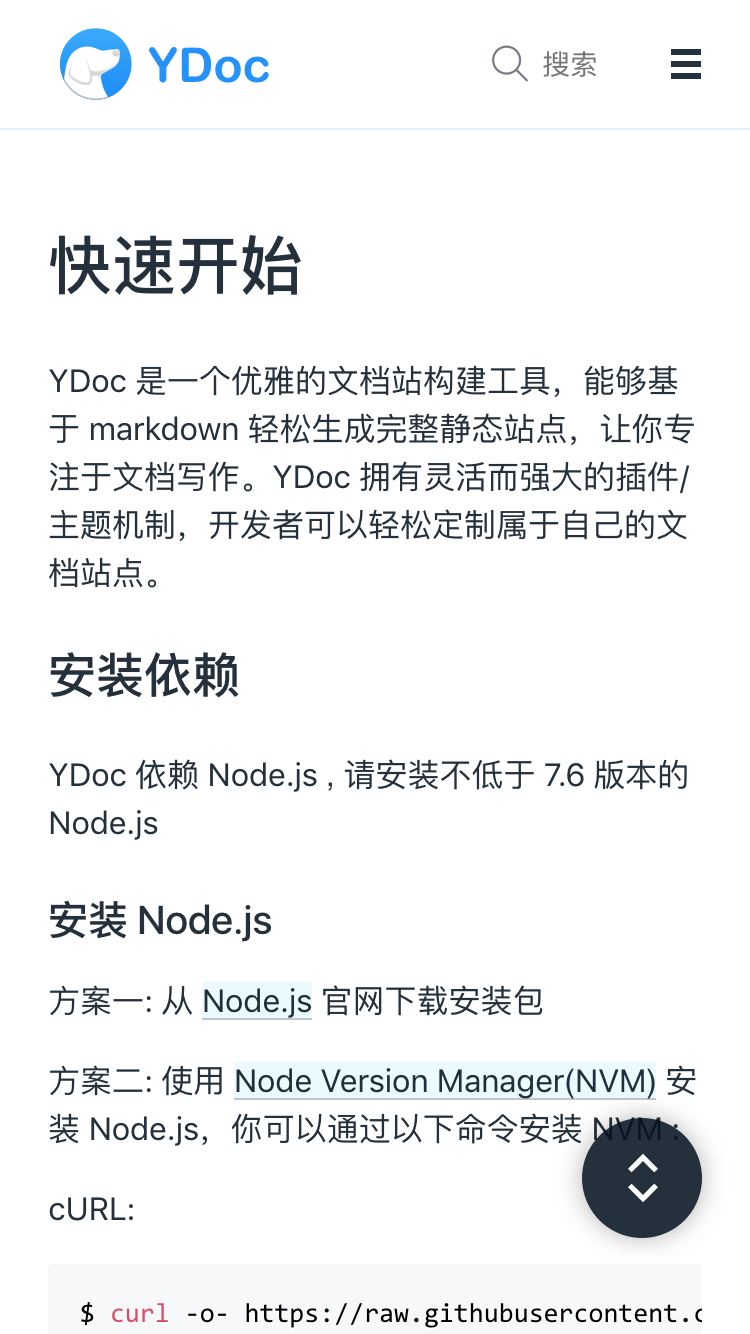 YDoc
搜索
快速开始
YDoc 是一个优雅的文档站构建工具，能够基
于 markdown 轻松生成完整静态站点，让你专
注于文档写作。YDoc 拥有灵活而强大的插件/
主题机制，开发者可以轻松定制属于自己的文
档站点。
安装依赖
YDoc 依赖 Node.js , 请安装不低于 7.6 版本的
Node.js
安装 Node.js
方案一: 从 Node.js 官网下载安装包
方案二: 使用 Node Version Manager(NVM) 安
装 Node.js，你可以通过以下命令安装 NVM :
cURL:
$ curl -o- https://raw.githubusercontent.c